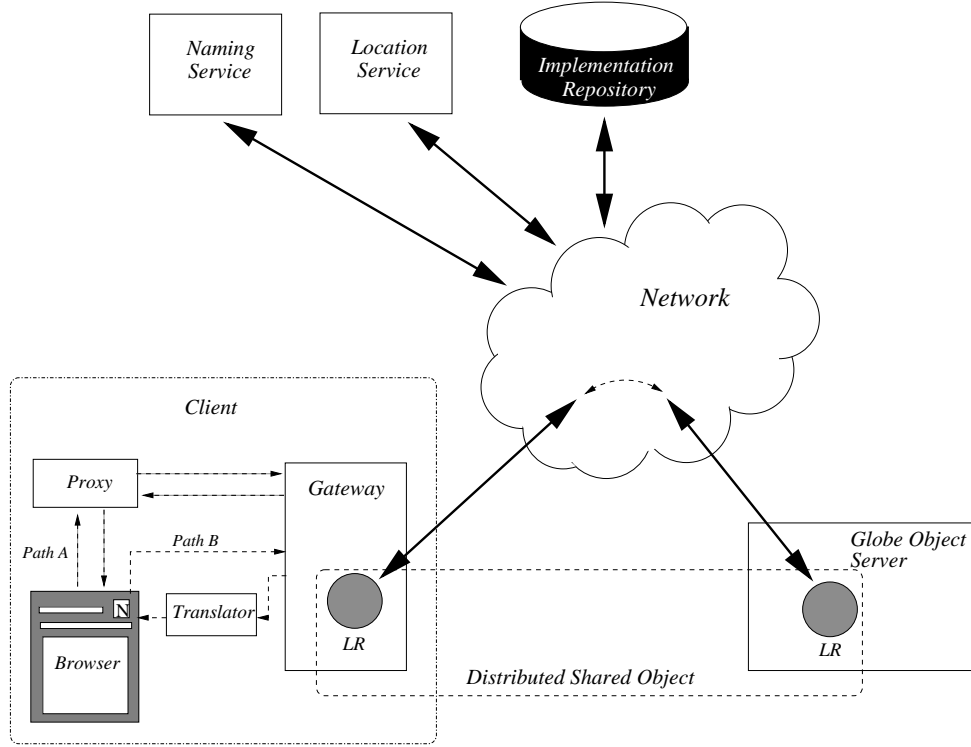 Naming
Service
Location
Service
Implementation
Repository
Network
Client
Proxy
Gateway
Path A
Path B
Globe Object
Server
N
Translator
Browser
LR
LR
Distributed Shared Object